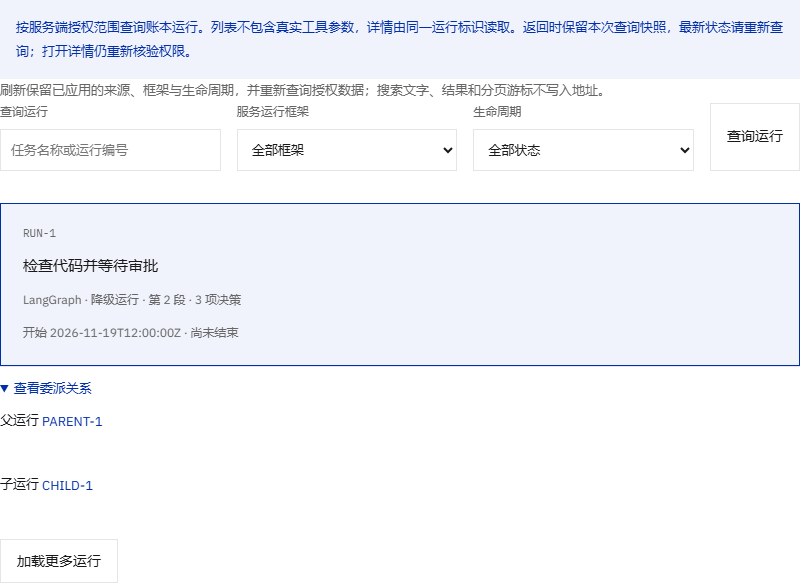 按服务端授权范围查询账本运行。列表不包含真实工具参数，详情由同一运行标识读取。返回时保留本次查询快照，最新状态请重新查
询；打开详情仍重新核验权限。
刷新保留已应用的来源、框架与生命周期，并重新查询授权数据；搜索文字、结果和分页游标不写入地址。
查询运行
服务运行框架
生命周期
任务名称或运行编号
全部框架
全部状态
查询运行
RUN-1
检查代码并等待审批
LangGraph · 降级运行 · 第 2 段 · 3 项决策
开始 2026-11-19T12:00:00Z · 尚未结束
▼ 查看委派关系
父运行 PARENT-1
子运行 CHILD-1
加载更多运行